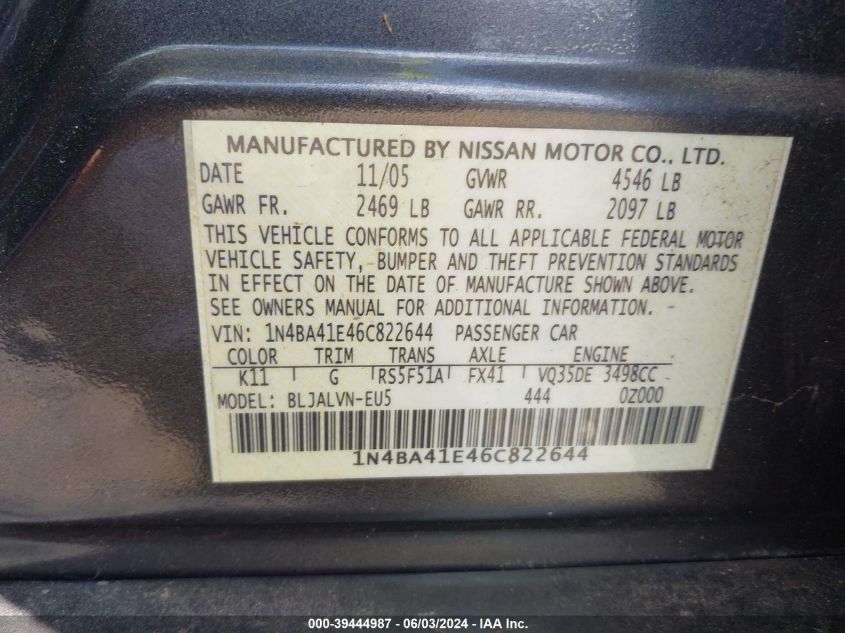 MANUFACTURED BY NISSAN MOTOR CO., LTD.
DATE 11/05 GVWR 4546 LB
GAWR FR. 2469 LB GAWR RR. 2097 LB
THIS VEHICLE CONFORMS TO ALL APPLICABLE FEDERAL MOTOR
VEHICLE SAFETY, BUMPER AND THEFT PREVENTION STANDARDS
IN EFFECT ON THE DATE OF MANUFACTURE SHOWN ABOVE.
SEE OWNERS MANUAL FOR ADDITIONAL INFORMATION.
VIN: 1N4BA41E46C822644 PASSENGER CAR
COLOR TRIM TRANS AXLE ENGINE
K11 G RS5F51A FX41 VQ35DE 3498CC
MODEL: BLJALVN-EU5 444 0Z000
1N4BA41E46C822644
000-39444987 - 06/03/2024 - IAA Inc.